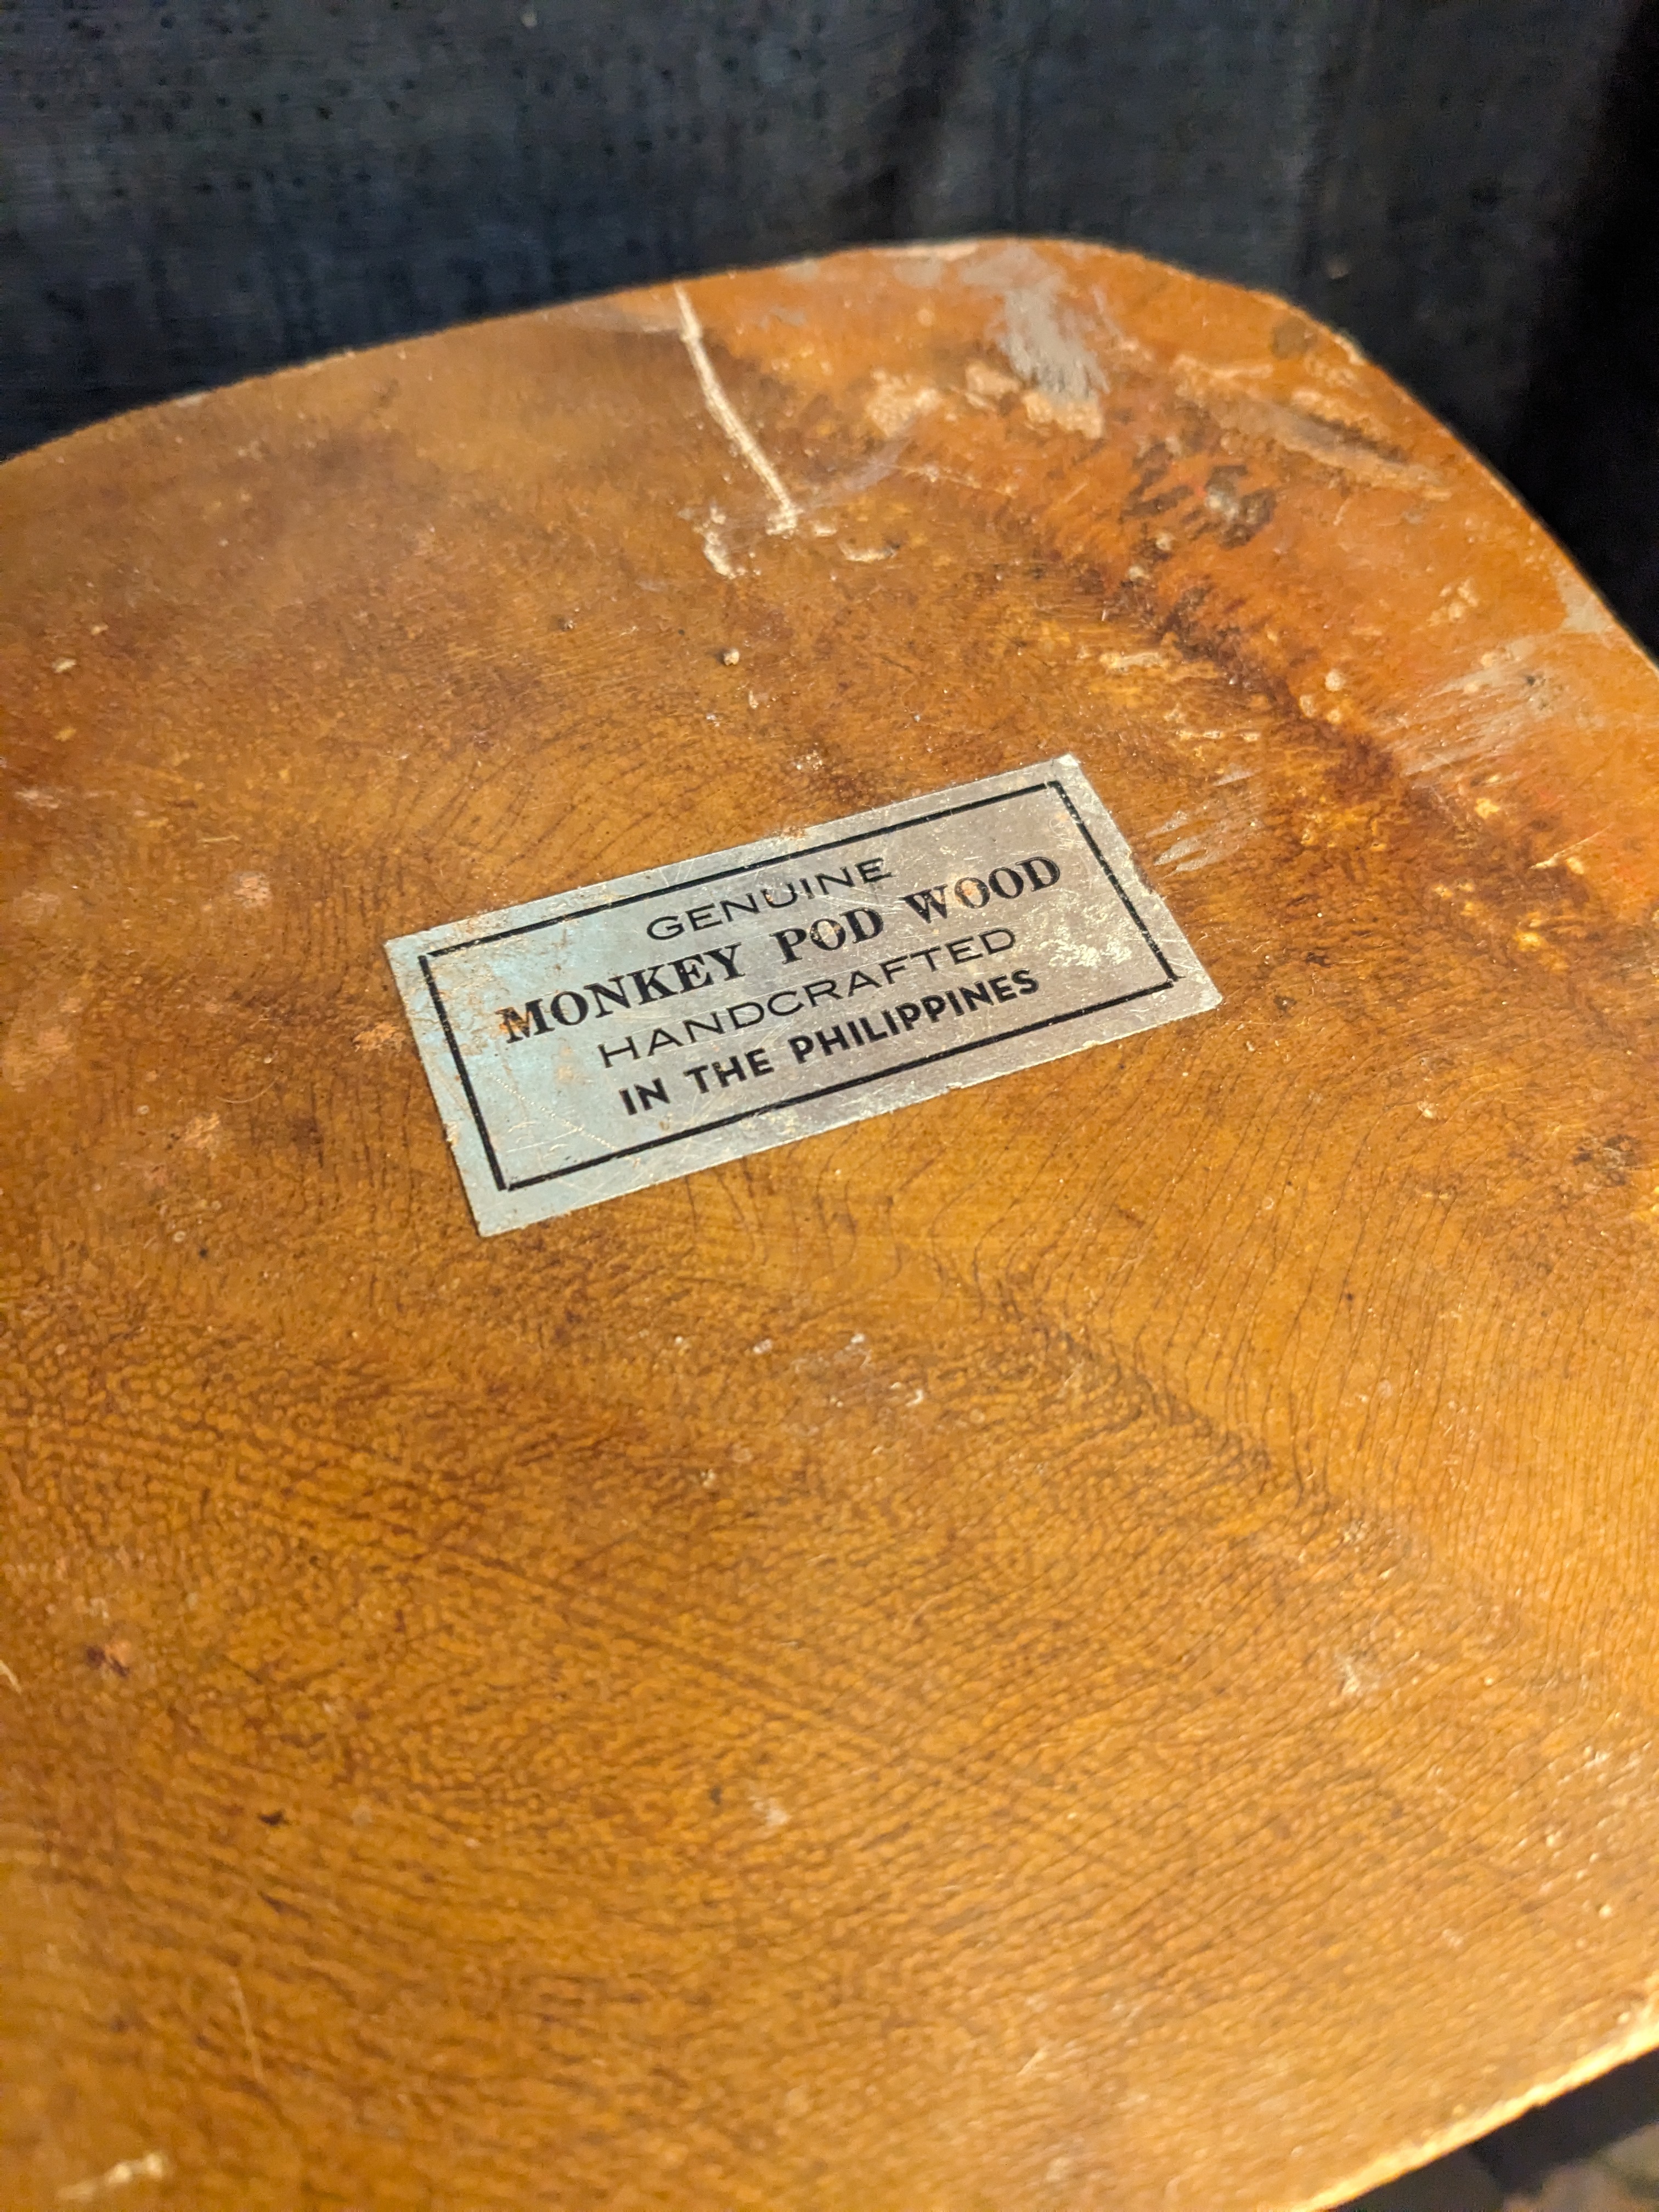 GENUINE
MONKEY POD WOOD
HANDCRAFTED
IN THE PHILIPPINES